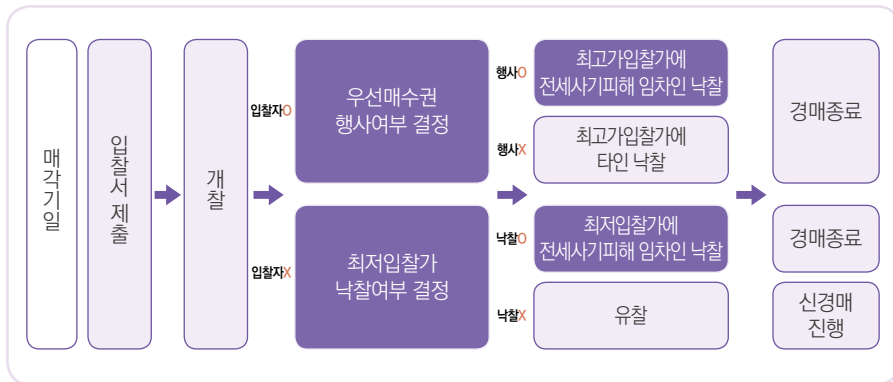 매각기일
입찰서 제출
개찰
입찰자O
우선매수권
행사여부 결정
행사O
최고가입찰가에
전세사기피해 임차인 낙찰
행사X
최고가입찰가에
타인 낙찰
경매종료
입찰자X
최저입찰가
낙찰여부 결정
낙찰O
최저입찰가에
전세사기피해 임차인 낙찰
경매종료
낙찰X
유찰
신경매
진행